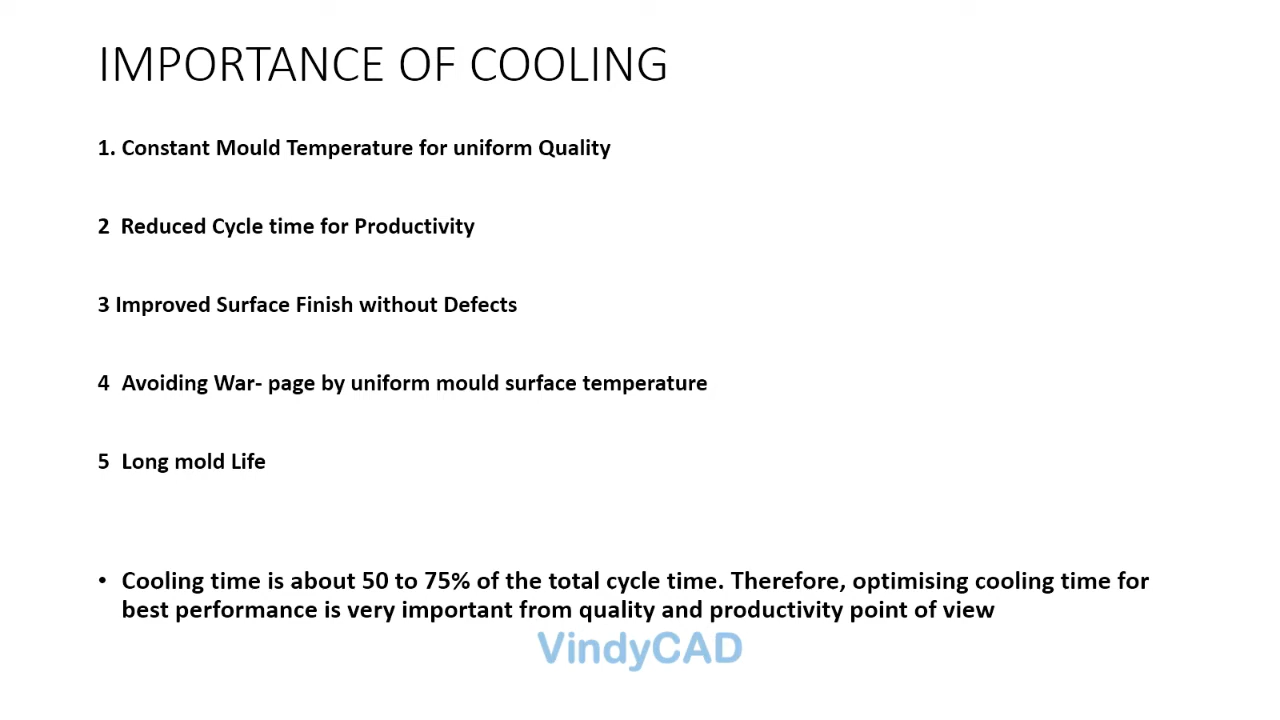 IMPORTANCE OF COOLING
1. Constant Mould Temperature for uniform Quality
2 Reduced Cycle time for Productivity
3 Improved Surface Finish without Defects
4 Avoiding War- page by uniform mould surface temperature
5 Long mold Life
• Cooling time is about 50 to 75% of the total cycle time. Therefore, optimising cooling time for
best performance is very important from quality and productivity point of view
VindyCAD